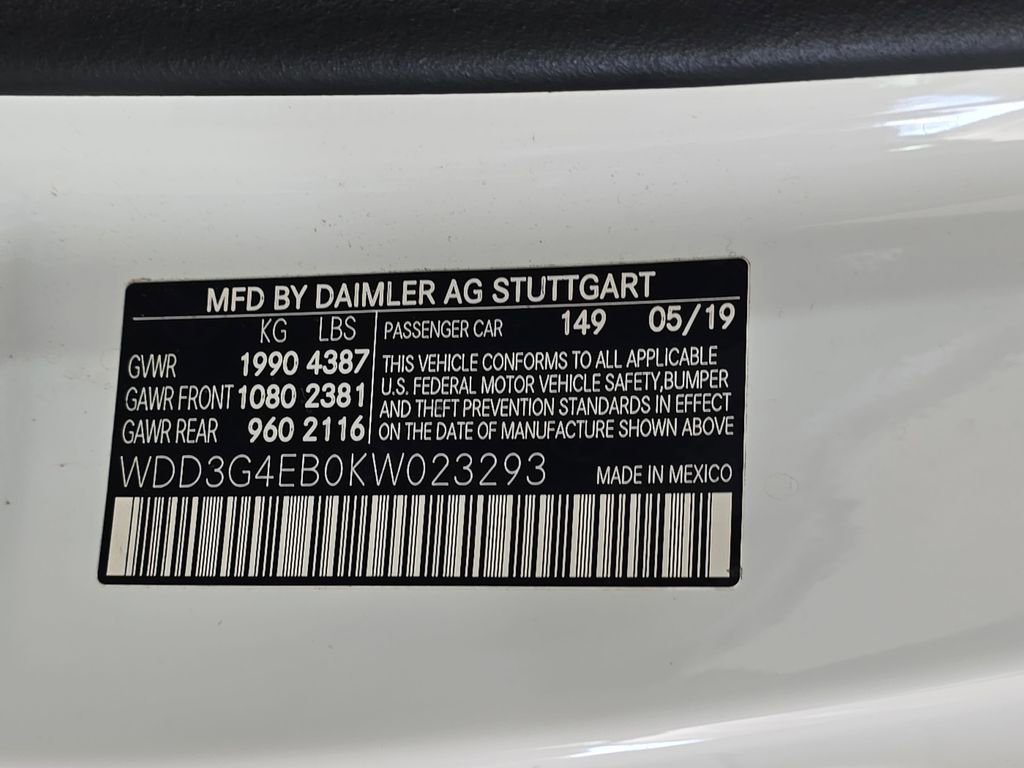 MFD BY DAIMLER AG STUTTGART
KG LBS
GVWR 1990 4387
GAWR FRONT 1080 2381
GAWR REAR 960 2116
PASSENGER CAR 149 05/19
THIS VEHICLE CONFORMS TO ALL APPLICABLE
U.S. FEDERAL MOTOR VEHICLE SAFETY,BUMPER
AND THEFT PREVENTION STANDARDS IN EFFECT
ON THE DATE OF MANUFACTURE SHOWN ABOVE
WDD3G4EB0KW023293 MADE IN MEXICO